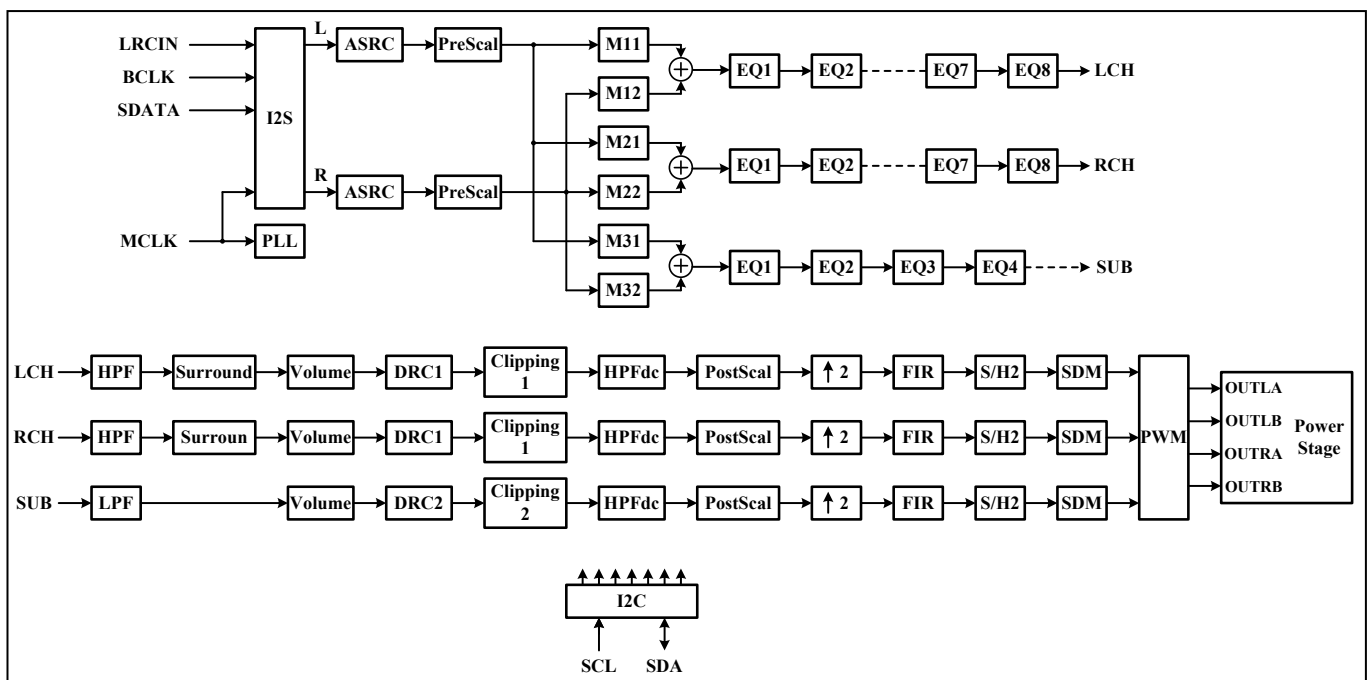 LRCIN
BCLK
SDATA
MCLK
I2S
PLL
L
ASRC
PreScal
R
ASRC
PreScal
M11
M12
M21
M22
M31
M32
EQ1
EQ2
EQ7
EQ8
LCH
EQ1
EQ2
EQ7
EQ8
RCH
EQ1
EQ2
EQ3
EQ4
SUB
LCH
HPF
Surround
Volume
DRC1
Clipping
1
HPFdc
PostScal
↑ 2
FIR
S/H2
SDM
RCH
HPF
Surroun
Volume
DRC1
Clipping
1
HPFdc
PostScal
↑ 2
FIR
S/H2
SDM
SUB
LPF
Volume
DRC2
Clipping
2
HPFdc
PostScal
↑ 2
FIR
S/H2
SDM
PWM
OUTLA
OUTLB
OUTRA
OUTRB
Power
Stage
I2C
SCL
SDA